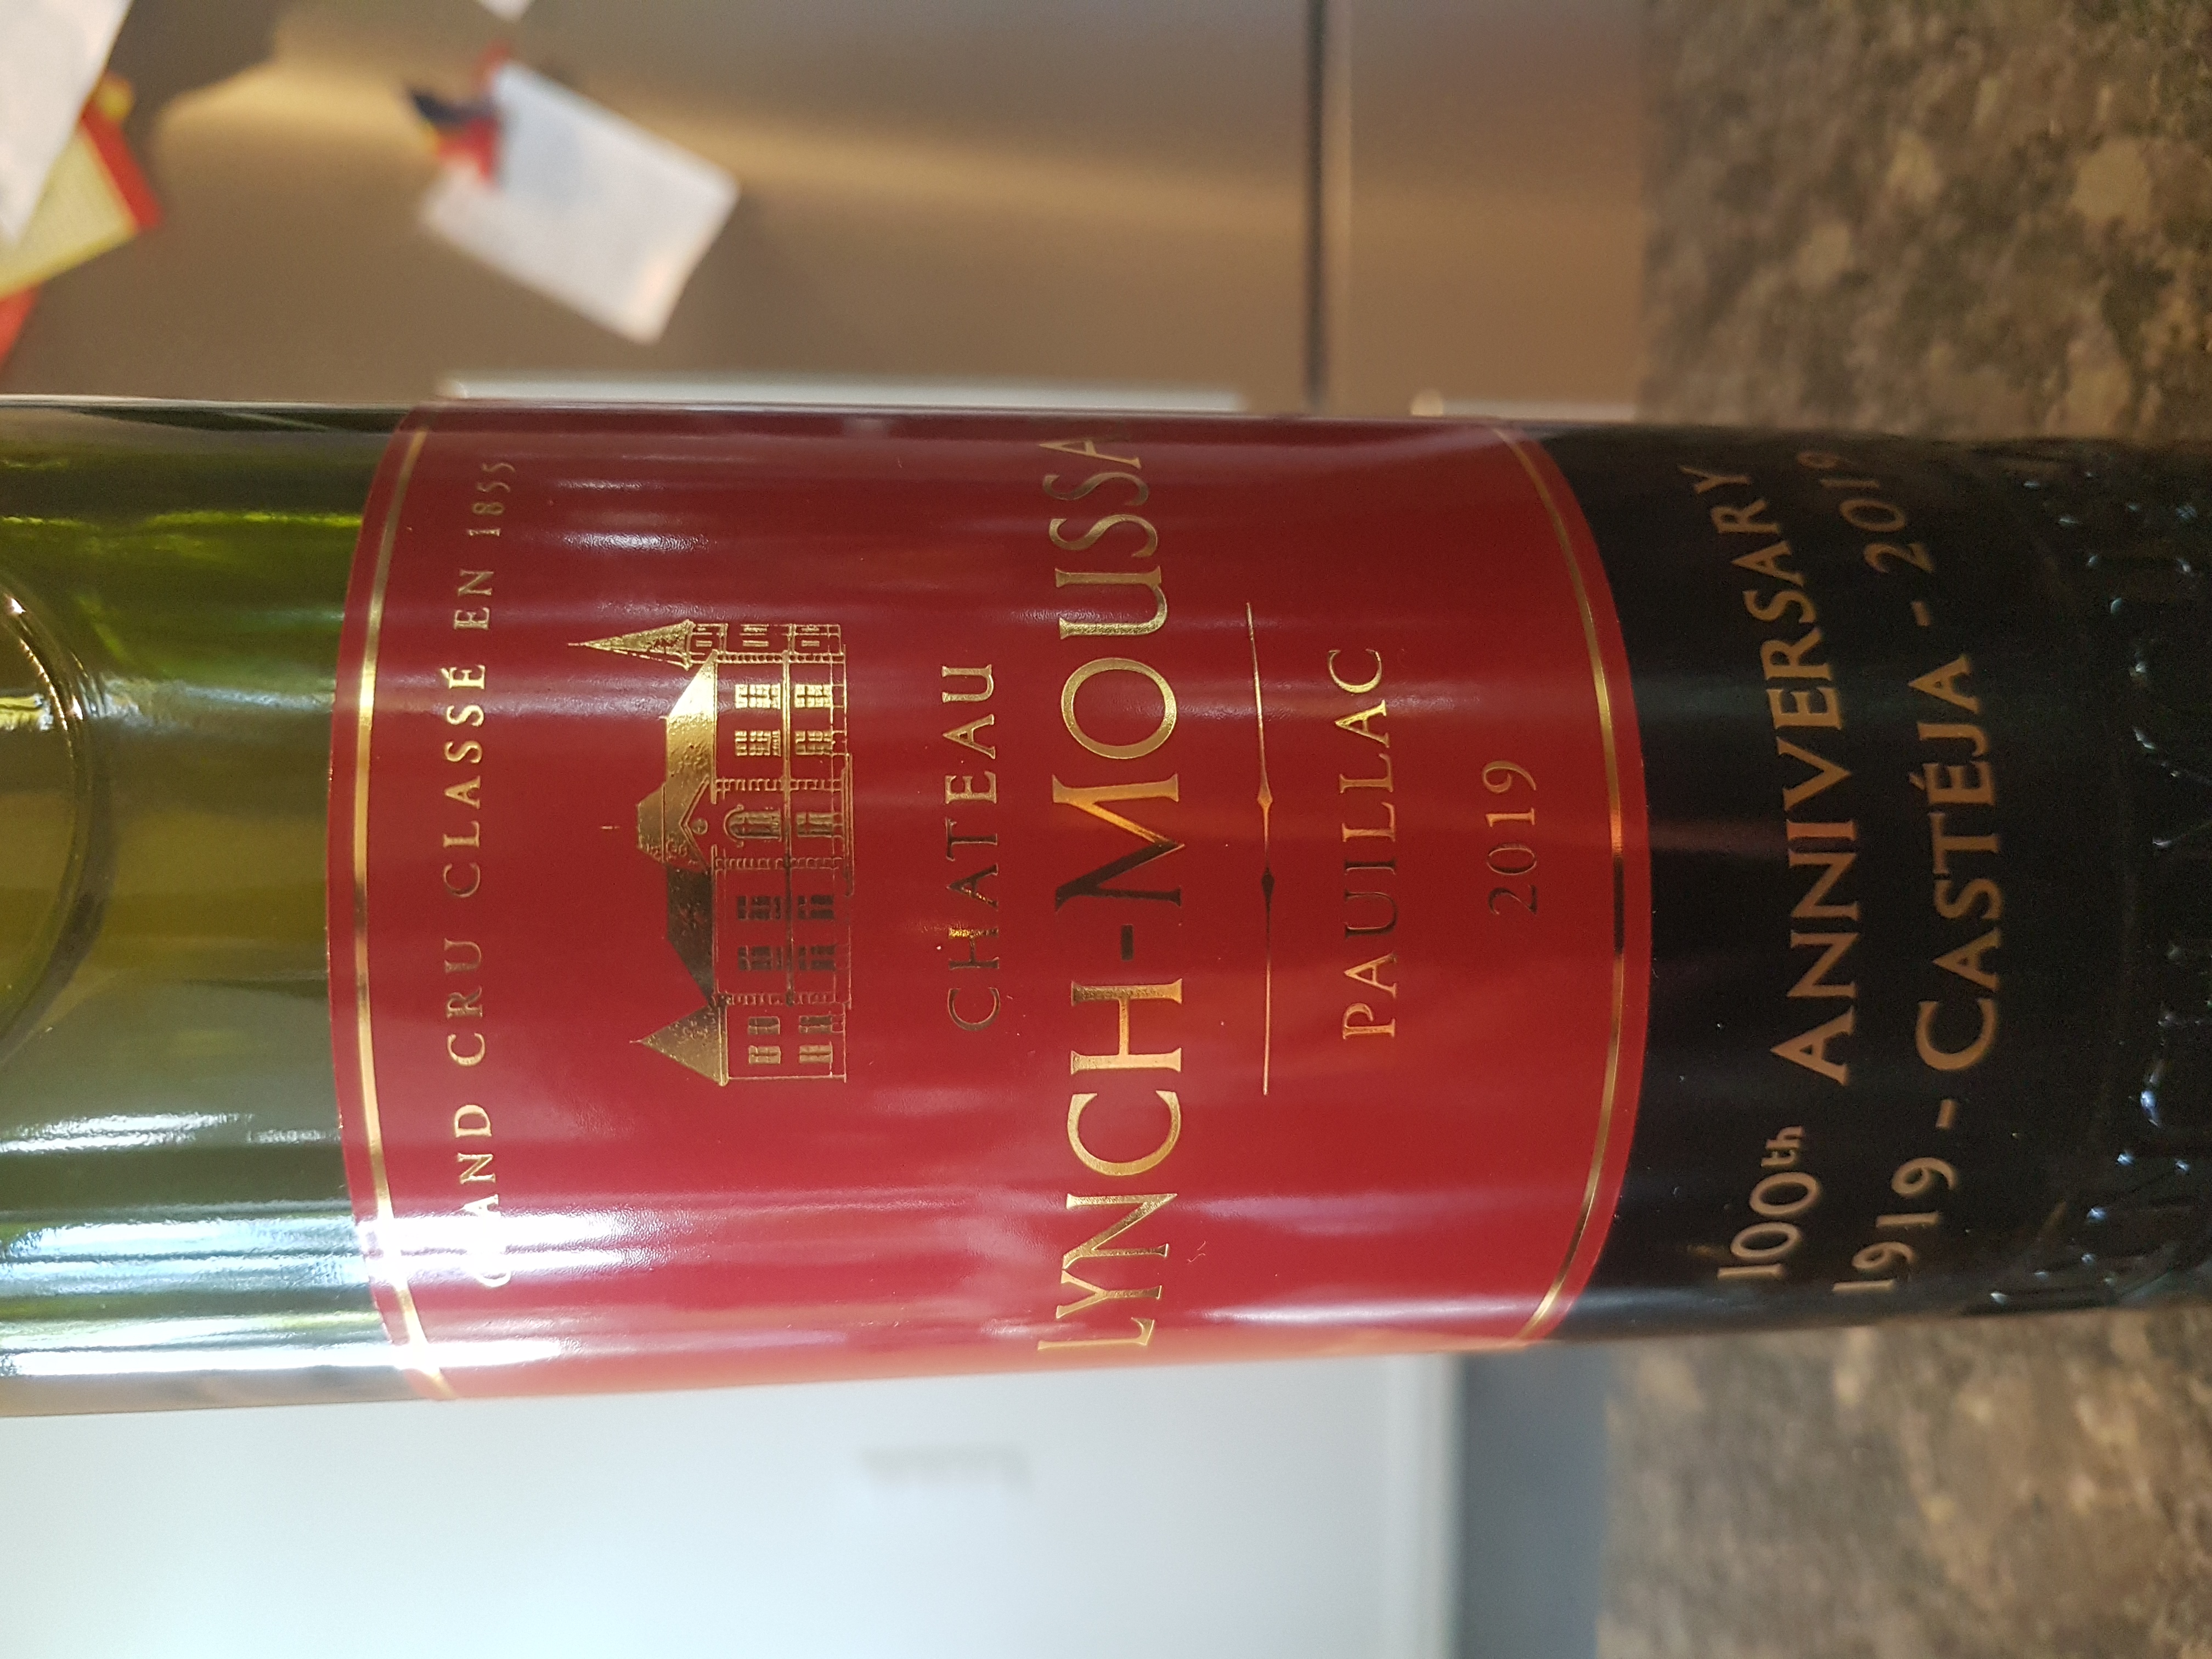 GRAND CRU CLASSÉ EN 1855
CHATEAU
LYNCH-MOUSSA
PAUILLAC
2019
100th ANNIVERSARY
1919 - CASTÉJA - 2019